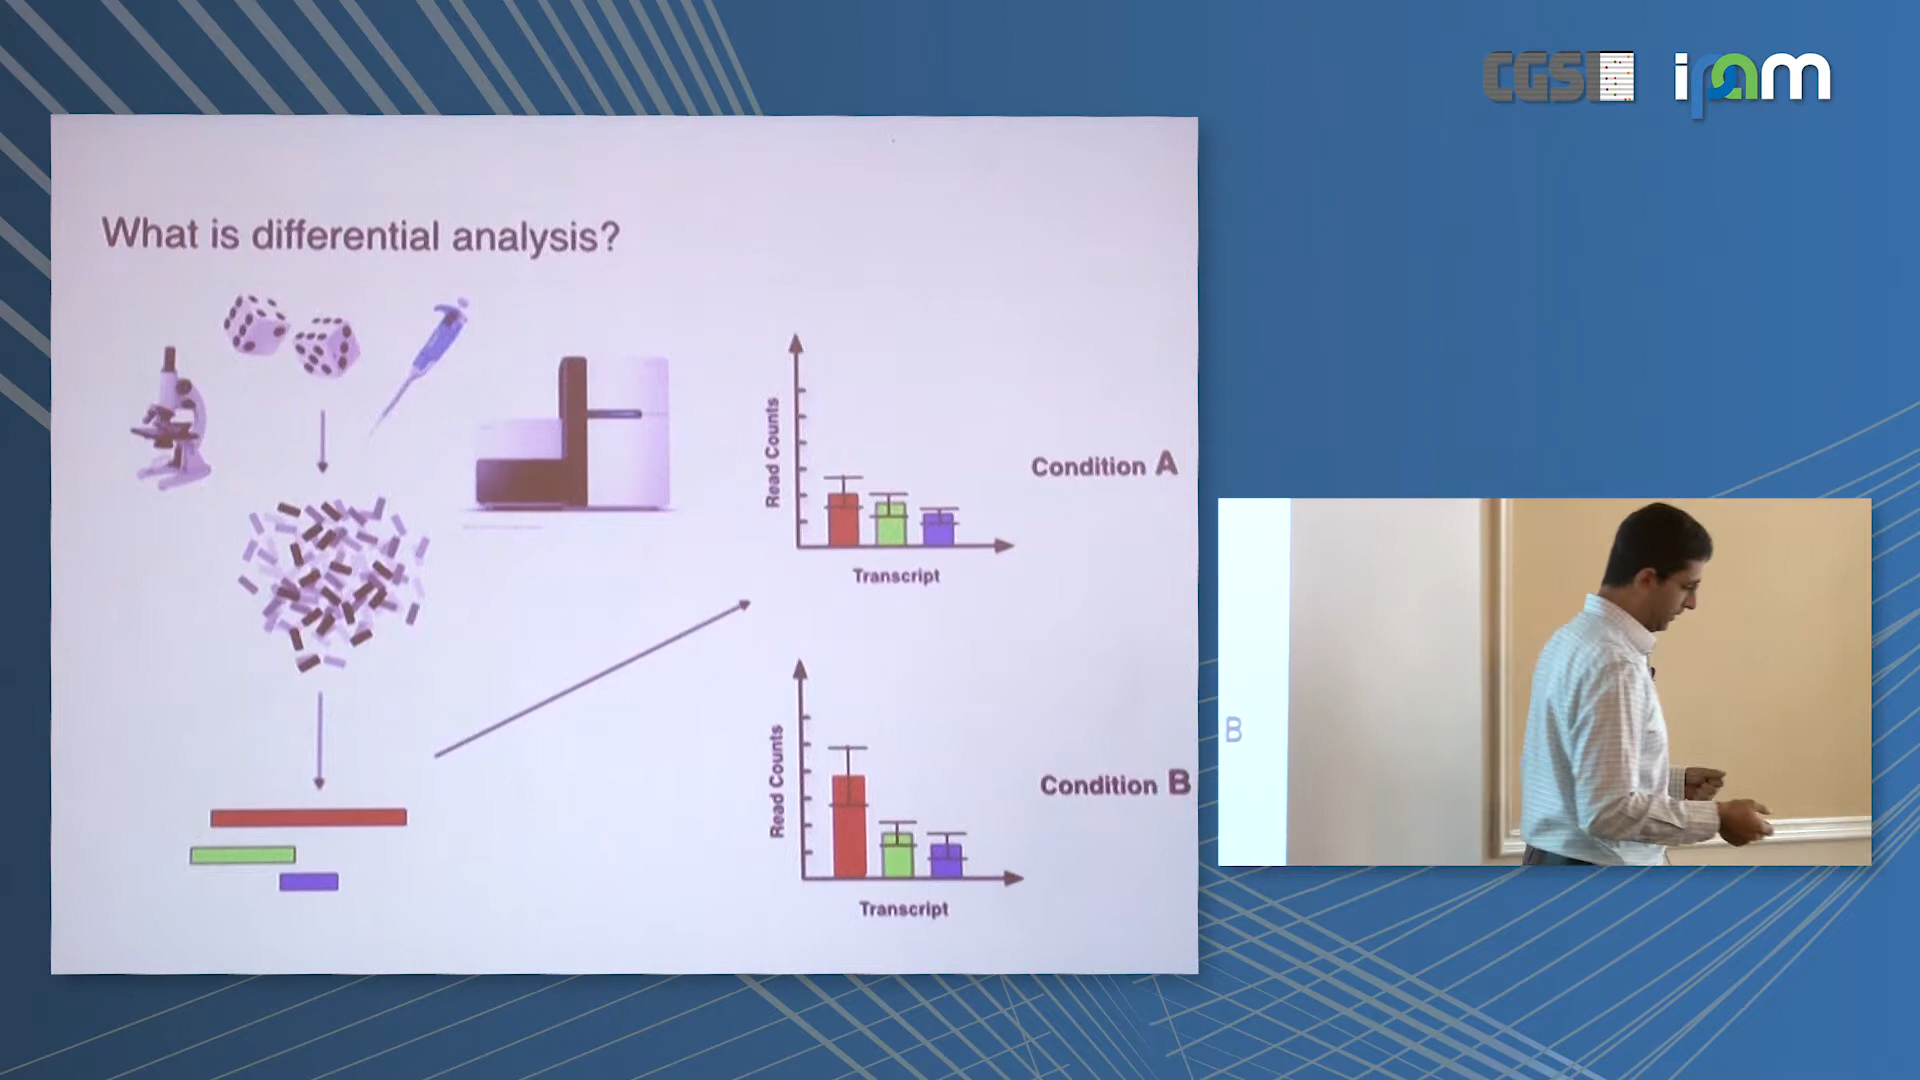 CGSI
ipam
What is differential analysis?
Read Counts
Condition A
Transcript
Read Counts
Condition B
Transcript
B